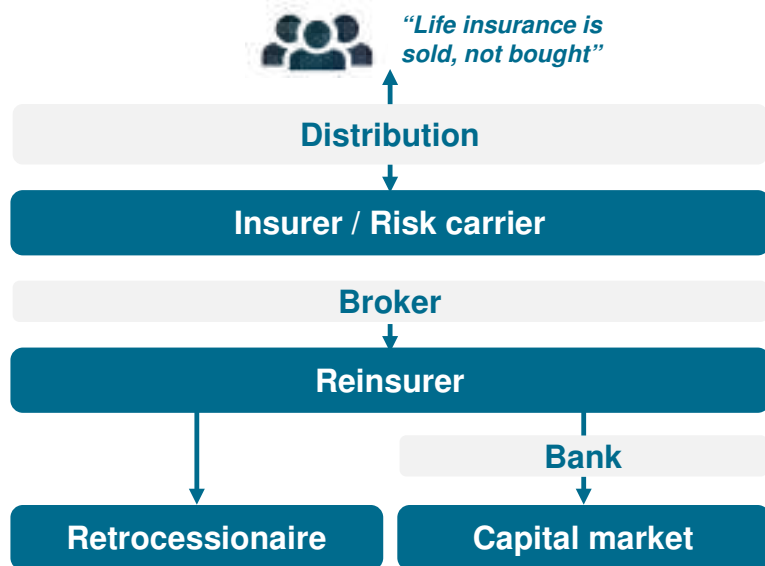 “Life insurance is
sold, not bought”
Distribution
Insurer / Risk carrier
Broker
Reinsurer
Bank
Retrocessionaire
Capital market